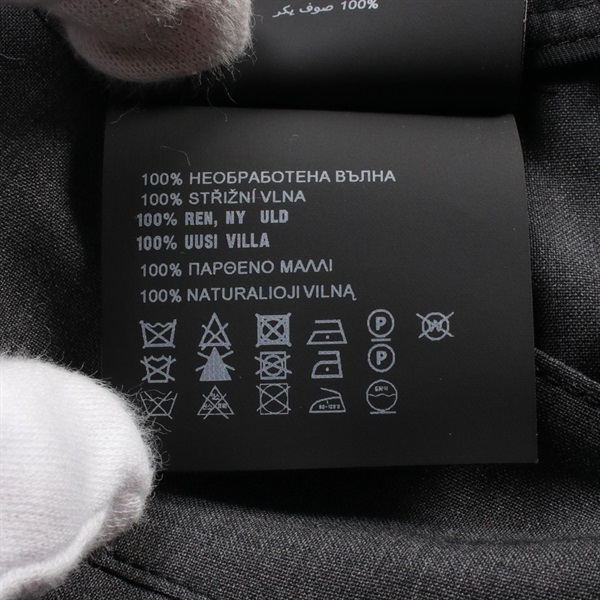 100% صوف بكر
100% НЕОБРАБОТЕНА ВЪЛНА
100% STŘIŽNÍ VLNA
100% REN, NY ULD
100% UUSI VILLA
100% ΠΑΡΘΕΝΟ ΜΑΛΛΙ
100% NATURALIOJI VILNĄ
P W
P